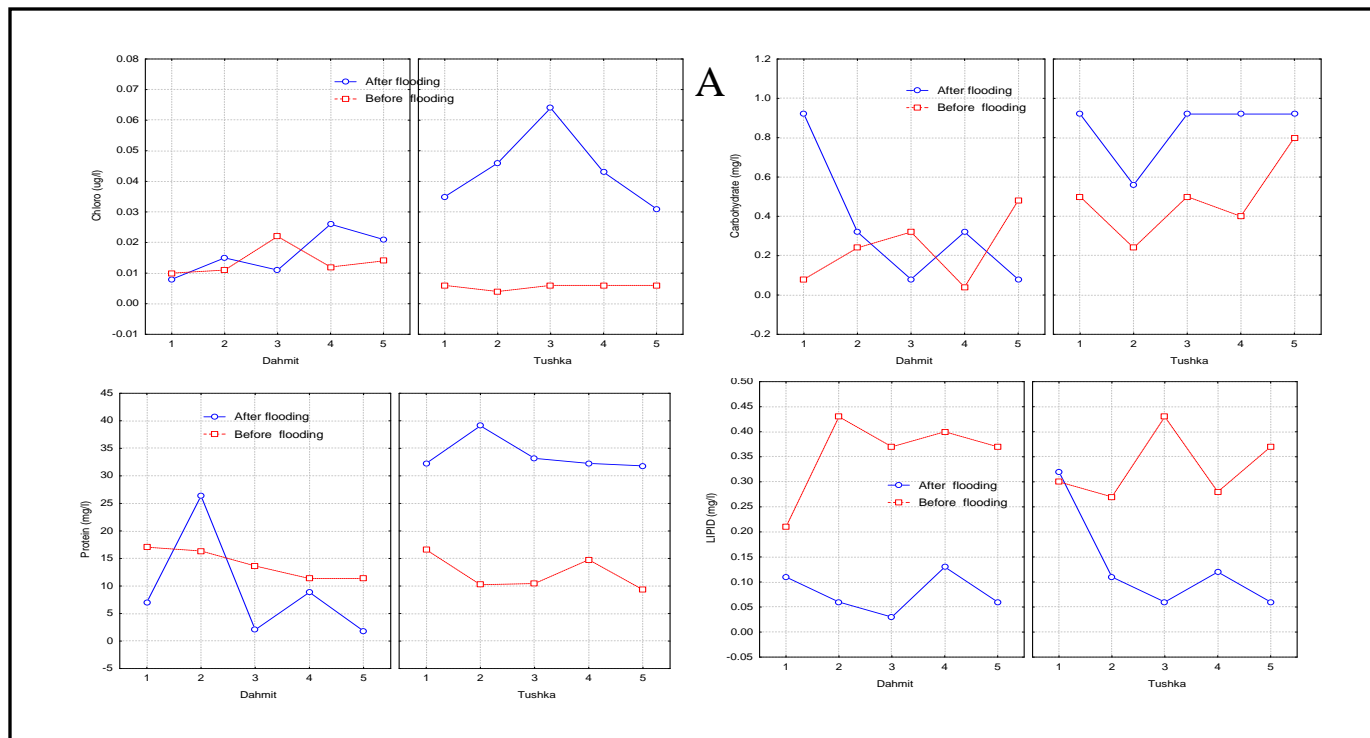 A
0.08
0.07
0.06
0.05
0.04
0.03
0.02
0.01
0.00
-0.01
Chloro (ug/l)
After flooding
Before flooding
1 2 3 4 5
Dahmit
1 2 3 4 5
Tushka
1.2
1.0
0.8
0.6
0.4
0.2
0.0
-0.2
Carbohydrate (mg/l)
After flooding
Before flooding
1 2 3 4 5
Dahmit
1 2 3 4 5
Tushka
45
40
35
30
25
20
15
10
5
0
-5
Protein (mg/l)
After flooding
Before flooding
1 2 3 4 5
Dahmit
1 2 3 4 5
Tushka
0.50
0.45
0.40
0.35
0.30
0.25
0.20
0.15
0.10
0.05
0.00
-0.05
LIPID (mg/l)
After flooding
Before flooding
1 2 3 4 5
Dahmit
1 2 3 4 5
Tushka